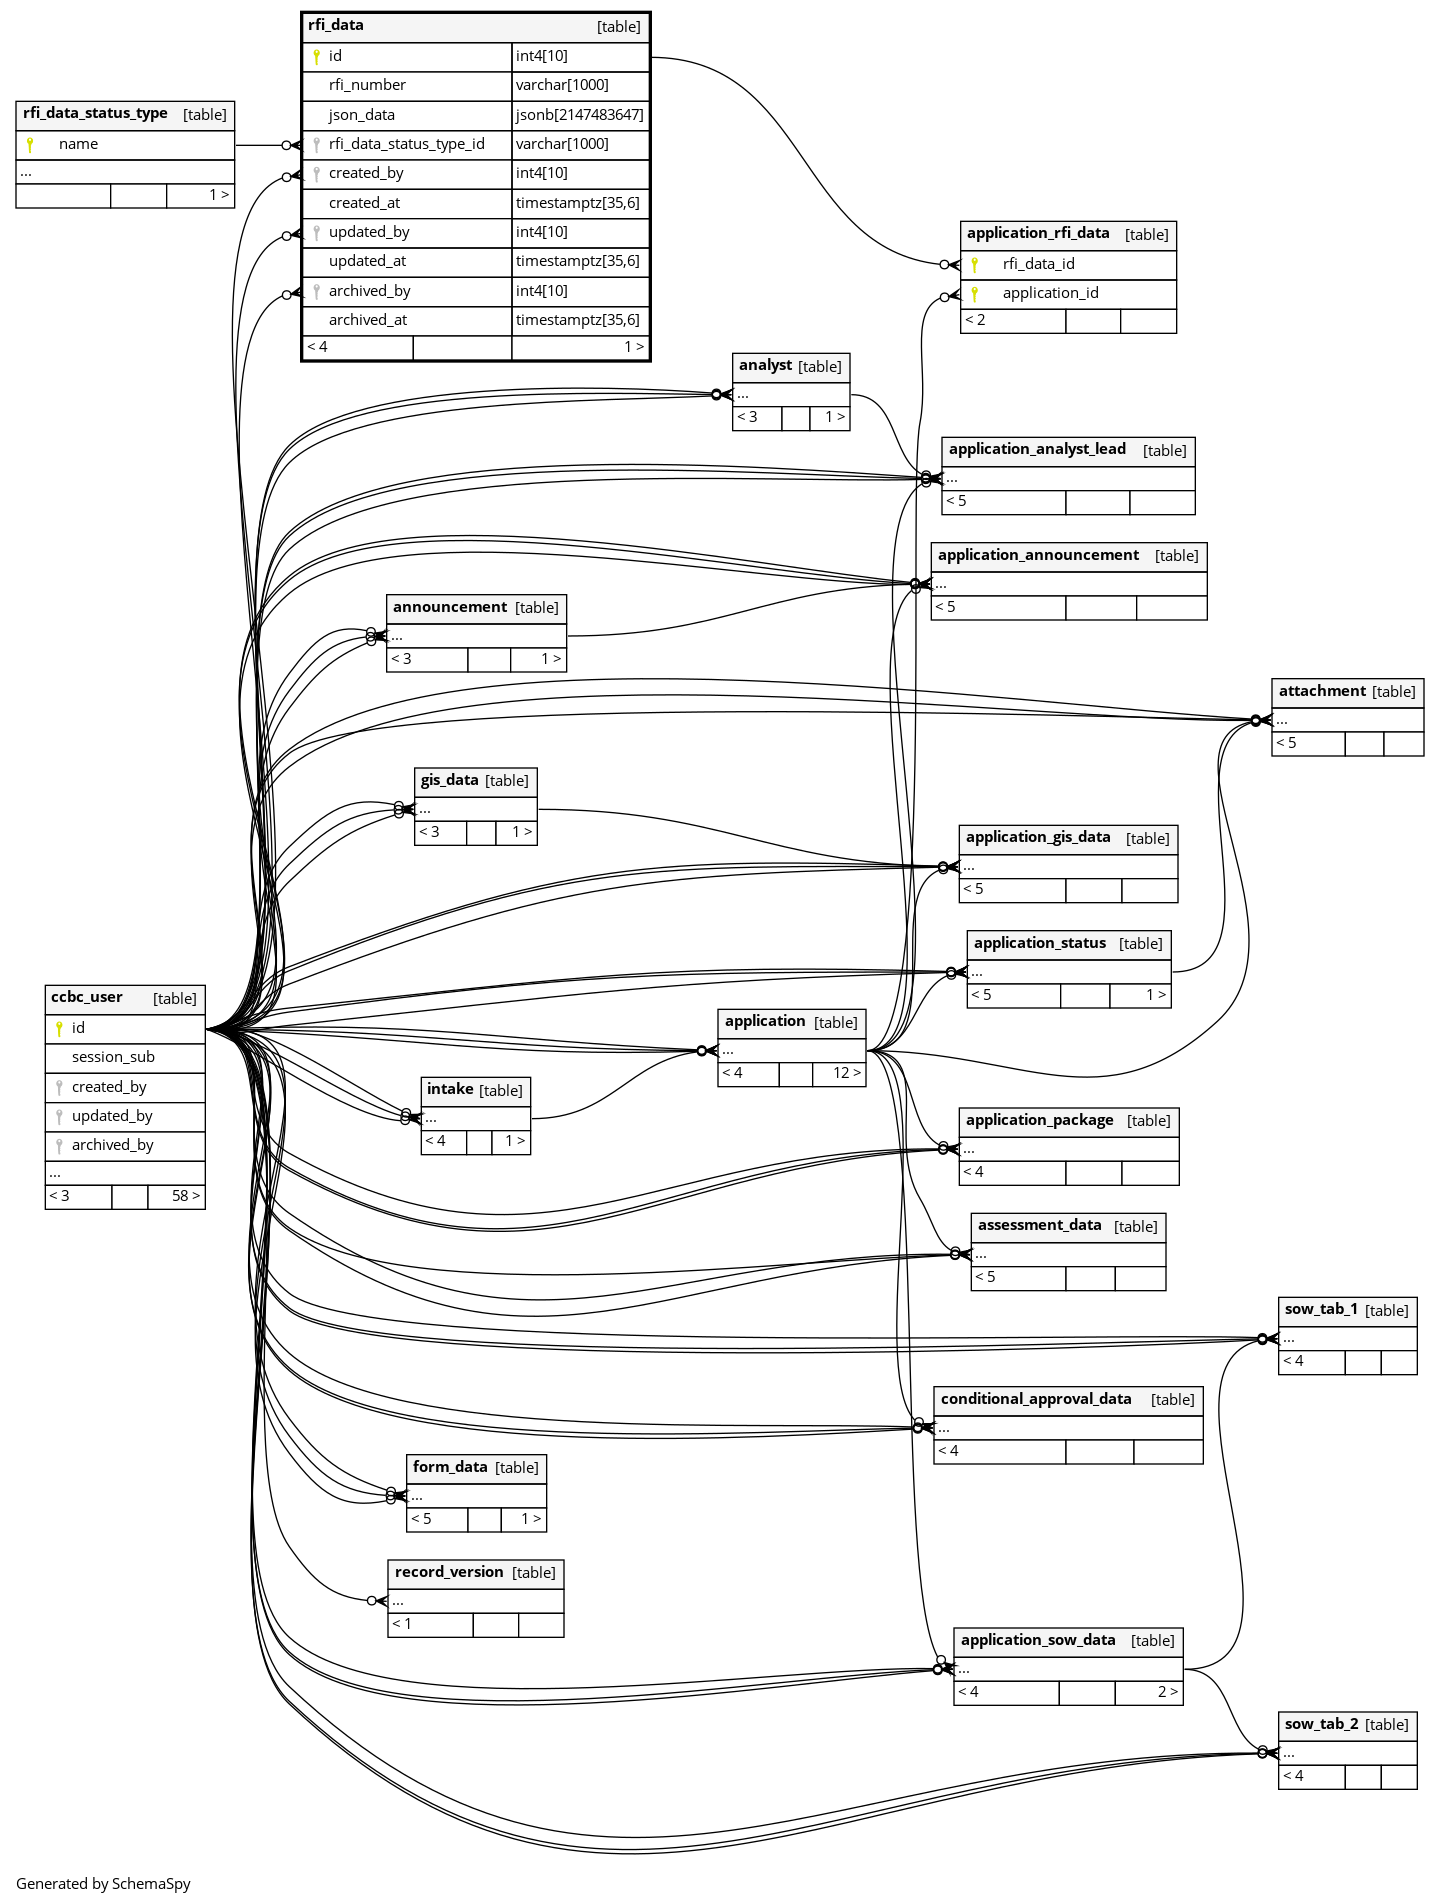 rfi_data [table]
id int4[10]
rfi_number varchar[1000]
json_data jsonb[2147483647]
rfi_data_status_type_id varchar[1000]
created_by int4[10]
created_at timestamptz[35,6]
updated_by int4[10]
updated_at timestamptz[35,6]
archived_by int4[10]
archived_at timestamptz[35,6]
< 4 1 >
rfi_data_status_type [table]
name
...
1 >
application_rfi_data [table]
rfi_data_id
application_id
< 2
analyst [table]
...
< 3 1 >
application_analyst_lead [table]
...
< 5
application_announcement [table]
...
< 5
announcement [table]
...
< 3 1 >
attachment [table]
...
< 5
gis_data [table]
...
< 3 1 >
application_gis_data [table]
...
< 5
application_status [table]
...
< 5 1 >
ccbc_user [table]
id
session_sub
created_by
updated_by
archived_by
...
< 3 58 >
application [table]
...
< 4 12 >
intake [table]
...
< 4 1 >
application_package [table]
...
< 4
assessment_data [table]
...
< 5
sow_tab_1 [table]
...
< 4
conditional_approval_data [table]
...
< 4
form_data [table]
...
< 5 1 >
record_version [table]
...
< 1
application_sow_data [table]
...
< 4 2 >
sow_tab_2 [table]
...
< 4
Generated by SchemaSpy